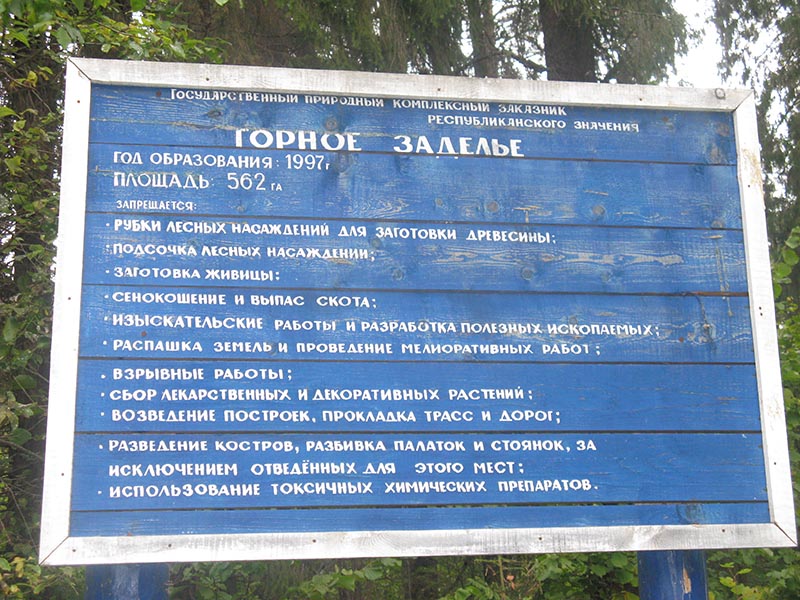 Государственный природный комплексный заказник
республиканского значения
ГОРНОЕ ЗАДЕЛЬЕ
ГОД ОБРАЗОВАНИЯ: 1997г
ПЛОЩАДЬ: 562 га
ЗАПРЕЩАЕТСЯ:
· РУБКИ ЛЕСНЫХ НАСАЖДЕНИЙ ДЛЯ ЗАГОТОВКИ ДРЕВЕСИНЫ;
· ПОДСОЧКА ЛЕСНЫХ НАСАЖДЕНИИ;
· ЗАГОТОВКА ЖИВИЦЫ:
· СЕНОКОШЕНИЕ И ВЫПАС СКОТА;
· ИЗЫСКАТЕЛЬСКИЕ РАБОТЫ И РАЗРАБОТКА ПОЛЕЗНЫХ ИСКОПАЕМЫХ;
· РАСПАШКА ЗЕМЕЛЬ И ПРОВЕДЕНИЕ МЕЛИОРАТИВНЫХ РАБОТ;
· ВЗРЫВНЫЕ РАБОТЫ;
· СБОР ЛЕКАРСТВЕННЫХ И ДЕКОРАТИВНЫХ РАСТЕНИЙ;
· ВОЗВЕДЕНИЕ ПОСТРОЕК, ПРОКЛАДКА ТРАСС И ДОРОГ;
· РАЗВЕДЕНИЕ КОСТРОВ, РАЗБИВКА ПАЛАТОК И СТОЯНОК, ЗА
ИСКЛЮЧЕНИЕМ ОТВЕДЁННЫХ ДЛЯ ЭТОГО МЕСТ;
· ИСПОЛЬЗОВАНИЕ ТОКСИЧНЫХ ХИМИЧЕСКИХ ПРЕПАРАТОВ.